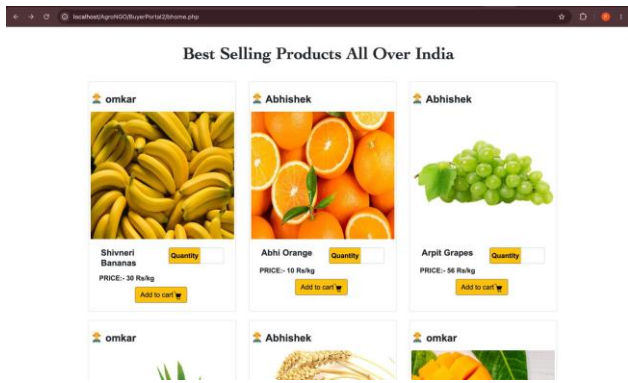 localhost/AgroNGO/BuyerPortal2/bhome.php
Best Selling Products All Over India
omkar
Abhishek
Abhishek
Shivneri Bananas
Quantity
PRICE:- 30 Rs/kg
Add to cart
Abhi Orange
Quantity
PRICE:- 10 Rs/kg
Add to cart
Arpit Grapes
Quantity
PRICE:- 56 Rs/kg
Add to cart
omkar
Abhishek
omkar